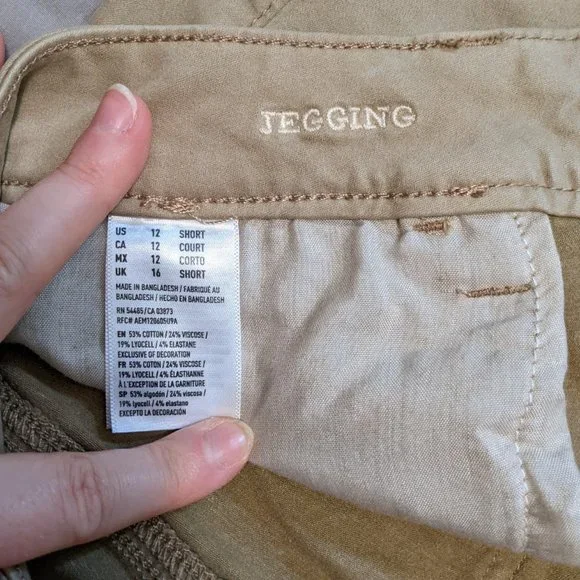 JEGGING
US 12 SHORT
CA 12 COURT
MX 12 CORTO
UK 16 SHORT
MADE IN BANGLADESH / FABRIQUÉ AU
BANGLADESH / HECHO EN BANGLADESH
RN 54485/CA 03873
RFC# AEM120605U9A
EN 53% COTTON / 24% VISCOSE /
19% LYOCELL / 4% ELASTANE
EXCLUSIVE OF DECORATION
FR 53% COTON / 24% VISCOSE /
19% LYOCELL / 4% ÉLASTHANNE
À L'EXCEPTION DE LA GARNITURE
SP 53% algodón / 24% viscosa /
19% lyocell / 4% elastano
EXCEPTO LA DECORACIÓN